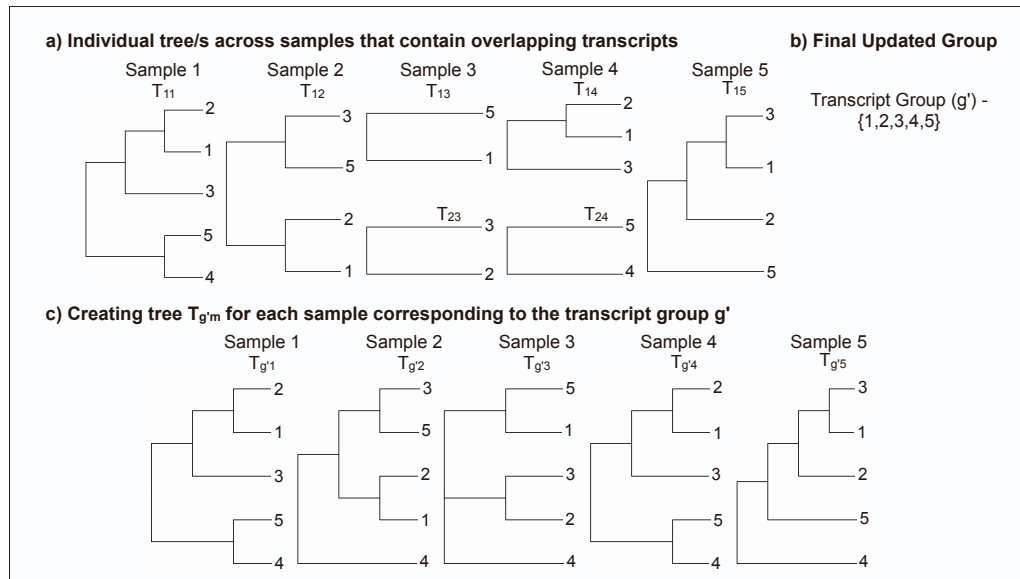 a) Individual tree/s across samples that contain overlapping transcripts
b) Final Updated Group
Sample 1
T11
2
1
3
5
4
Sample 2
T12
3
5
2
1
Sample 3
T13
5
1
T23
3
2
Sample 4
T14
2
1
3
T24
5
4
Sample 5
T15
3
1
2
5
Transcript Group (g') -
{1,2,3,4,5}
c) Creating tree Tg'm for each sample corresponding to the transcript group g'
Sample 1
Tg'1
2
1
3
5
4
Sample 2
Tg'2
3
5
2
1
4
Sample 3
Tg'3
5
1
3
2
4
Sample 4
Tg'4
2
1
3
5
4
Sample 5
Tg'5
3
1
2
5
4